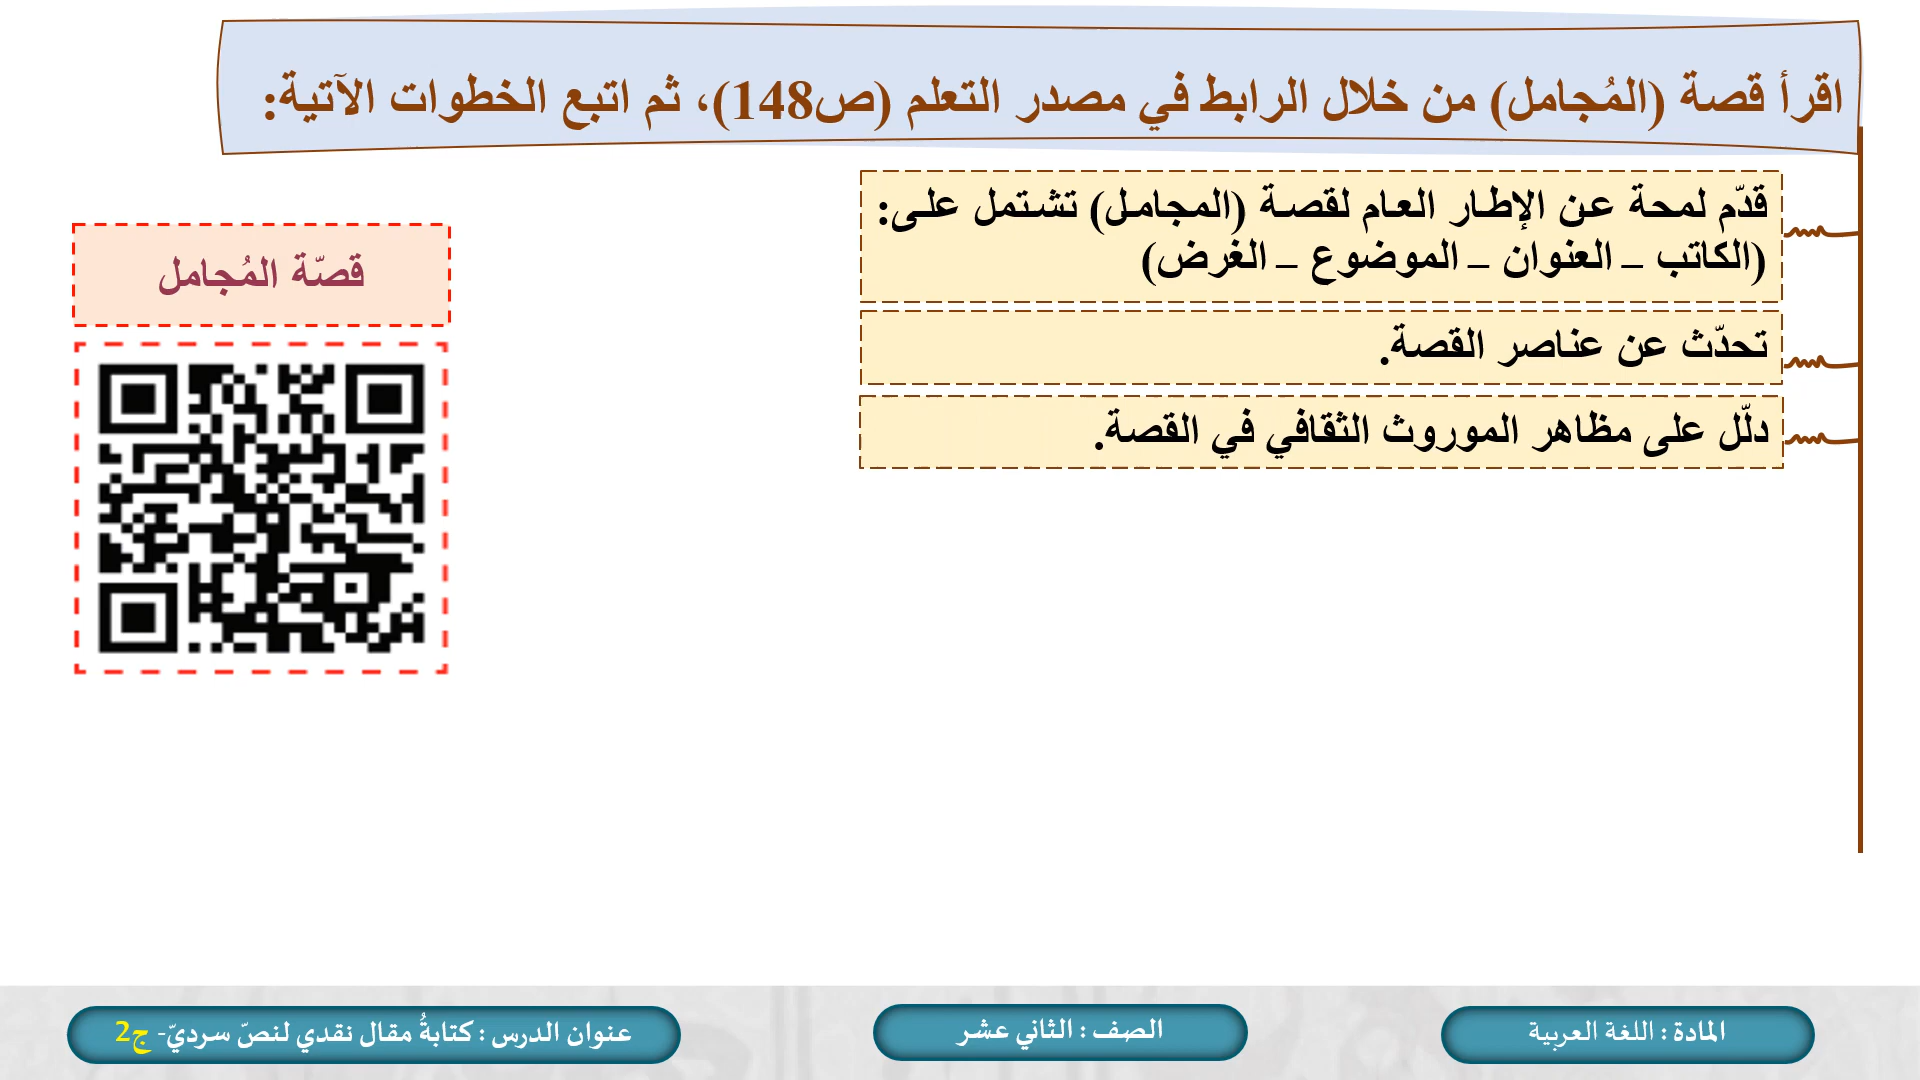 اقرأ قصة (المُجامل) من خلال الرابط في مصدر التعلم (ص148)، ثم اتبع الخطوات الآتية:
قدّم لمحة عن الإطار العام لقصة (المجامل) تشتمل على:
(الكاتب – العنوان – الموضوع – الغرض)
تحدّث عن عناصر القصة.
دلّل على مظاهر الموروث الثقافي في القصة.
قصّة المُجامل
المادة : اللغة العربية
الصف : الثاني عشر
عنوان الدرس : كتابةُ مقال نقدي لنصّ سرديّ- ج2